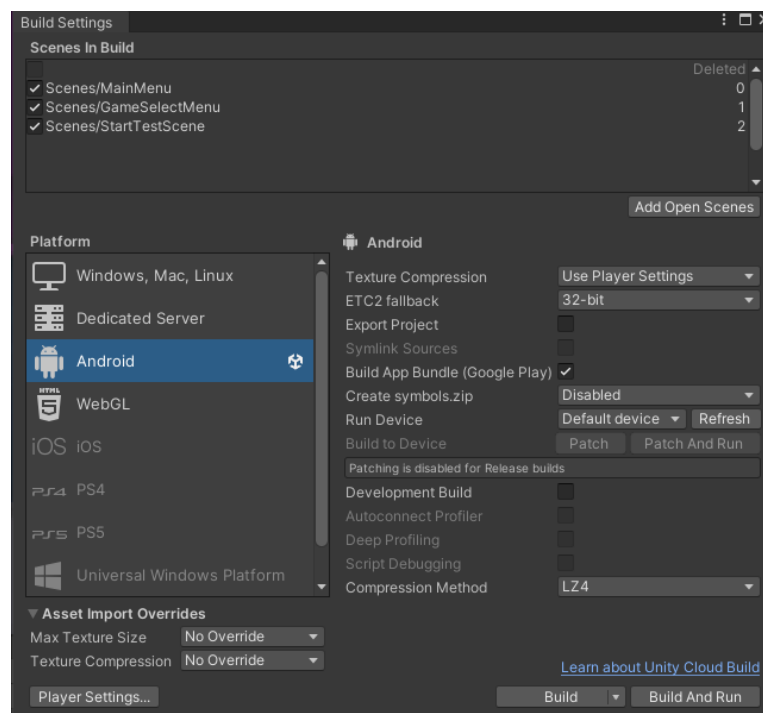 Build Settings
Scenes In Build
Deleted
Scenes/MainMenu 0
Scenes/GameSelectMenu 1
Scenes/StartTestScene 2
Add Open Scenes
Platform
Windows, Mac, Linux
Dedicated Server
Android
HTML 5 WebGL
iOS iOS
PS4 PS4
PS5 PS5
Universal Windows Platform
Android
Texture Compression Use Player Settings
ETC2 fallback 32-bit
Export Project
Symlink Sources
Build App Bundle (Google Play)
Create symbols.zip Disabled
Run Device Default device Refresh
Build to Device Patch Patch And Run
Patching is disabled for Release builds
Development Build
Autoconnect Profiler
Deep Profiling
Script Debugging
Compression Method LZ4
Asset Import Overrides
Max Texture Size No Override
Texture Compression No Override
Learn about Unity Cloud Build
Player Settings... Build Build And Run